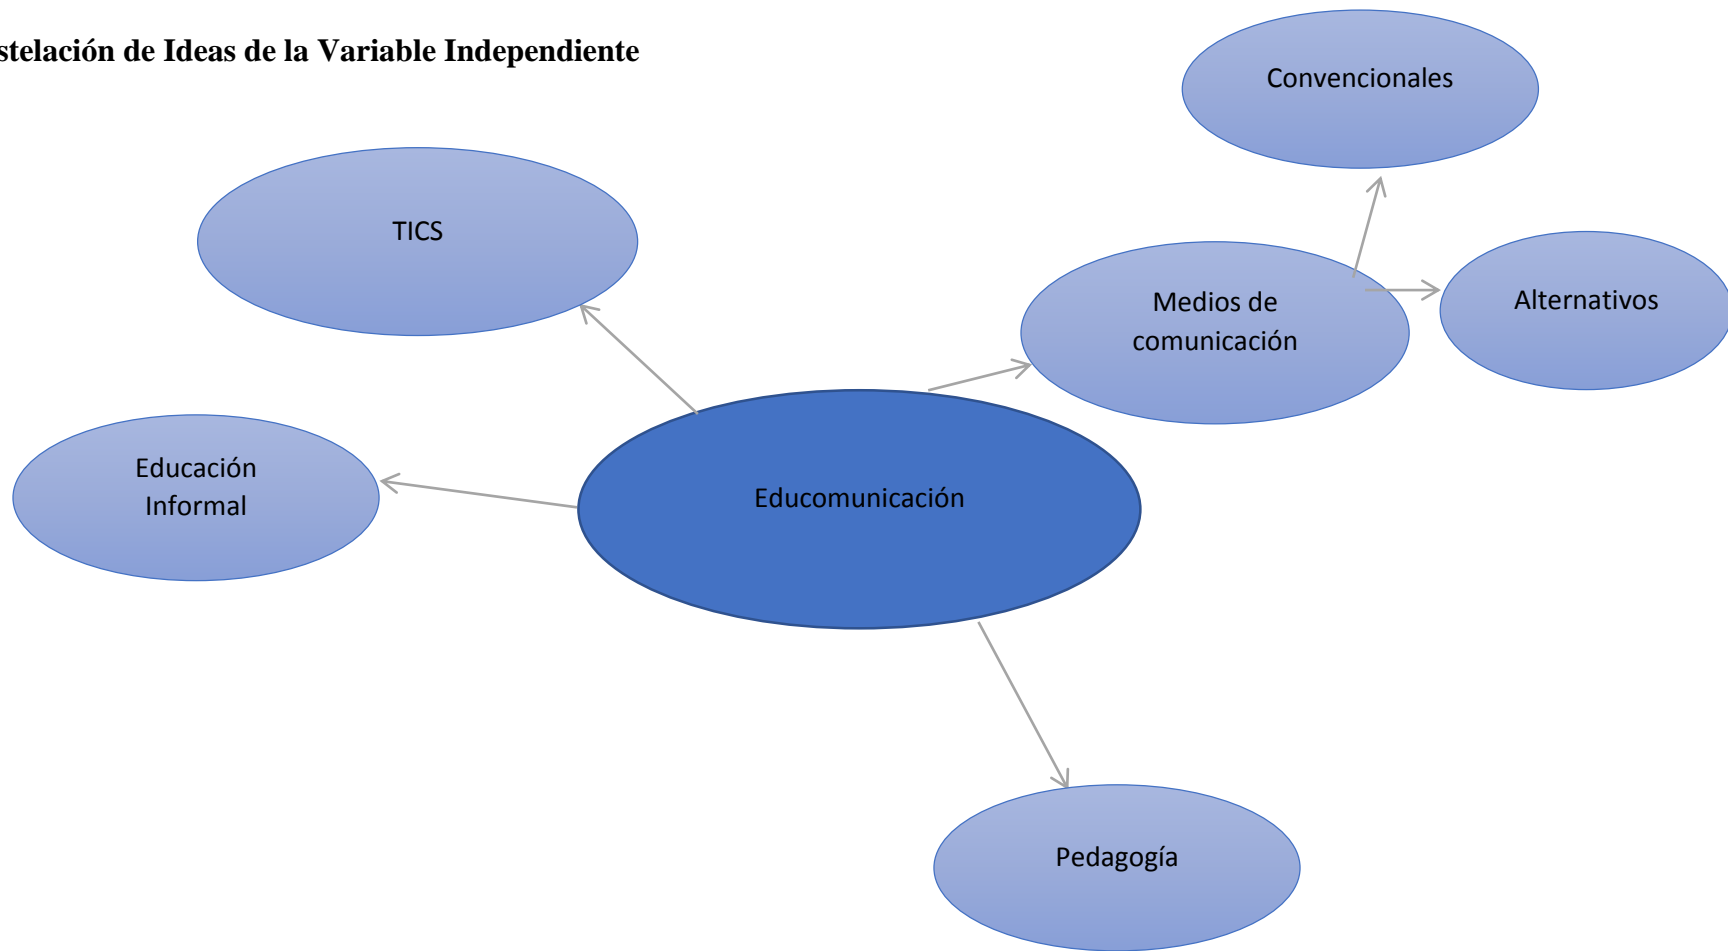 stelación de Ideas de la Variable Independiente
Convencionales
TICS
Medios de
comunicación
Alternativos
Educación
Informal
Educomunicación
Pedagogía